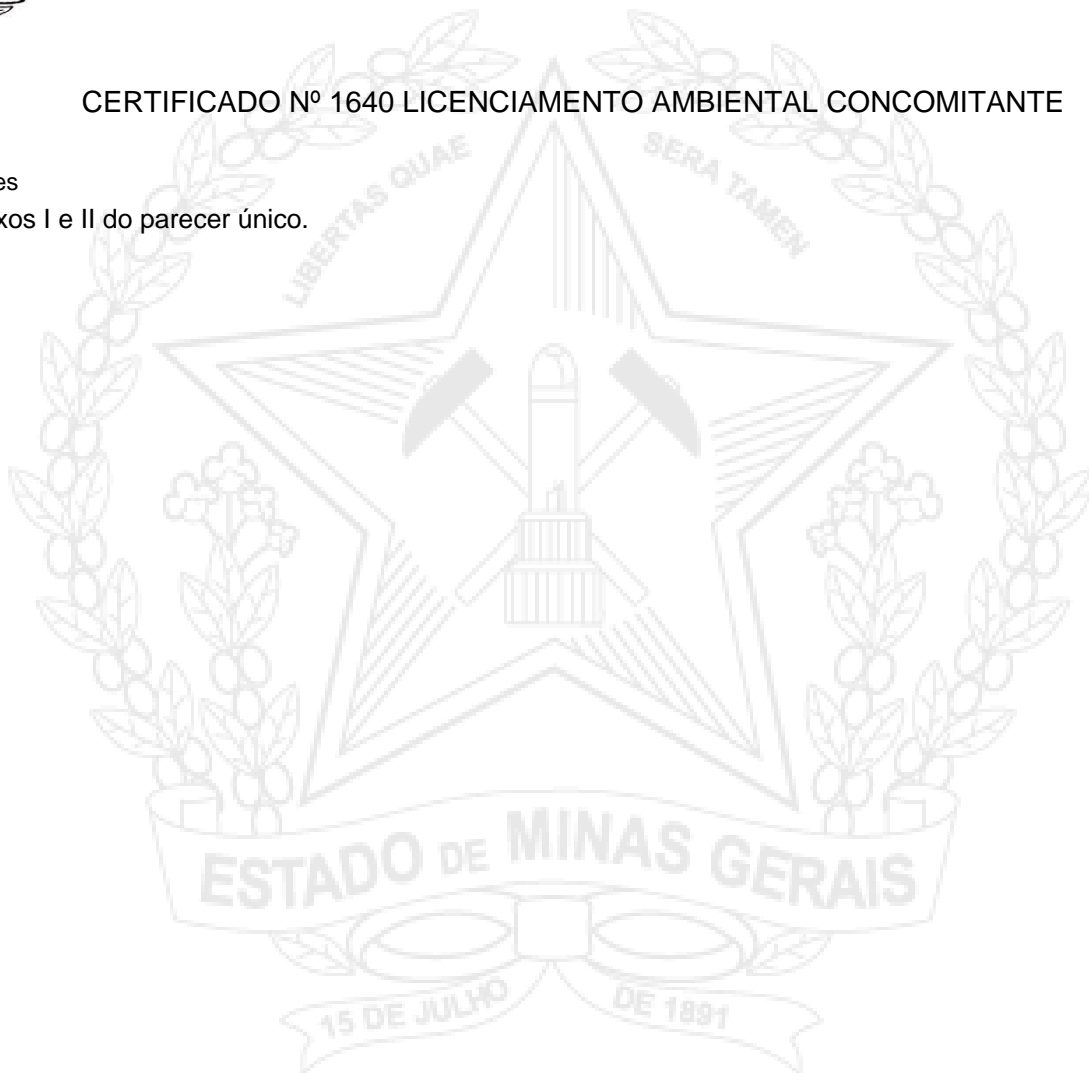 CERTIFICADO Nº 1640 LICENCIAMENTO AMBIENTAL CONCOMITANTE
es
xos I e II do parecer único.
LIBERTAS QUAE SERA TAMEN
ESTADO DE MINAS GERAIS
15 DE JULHO DE 1891